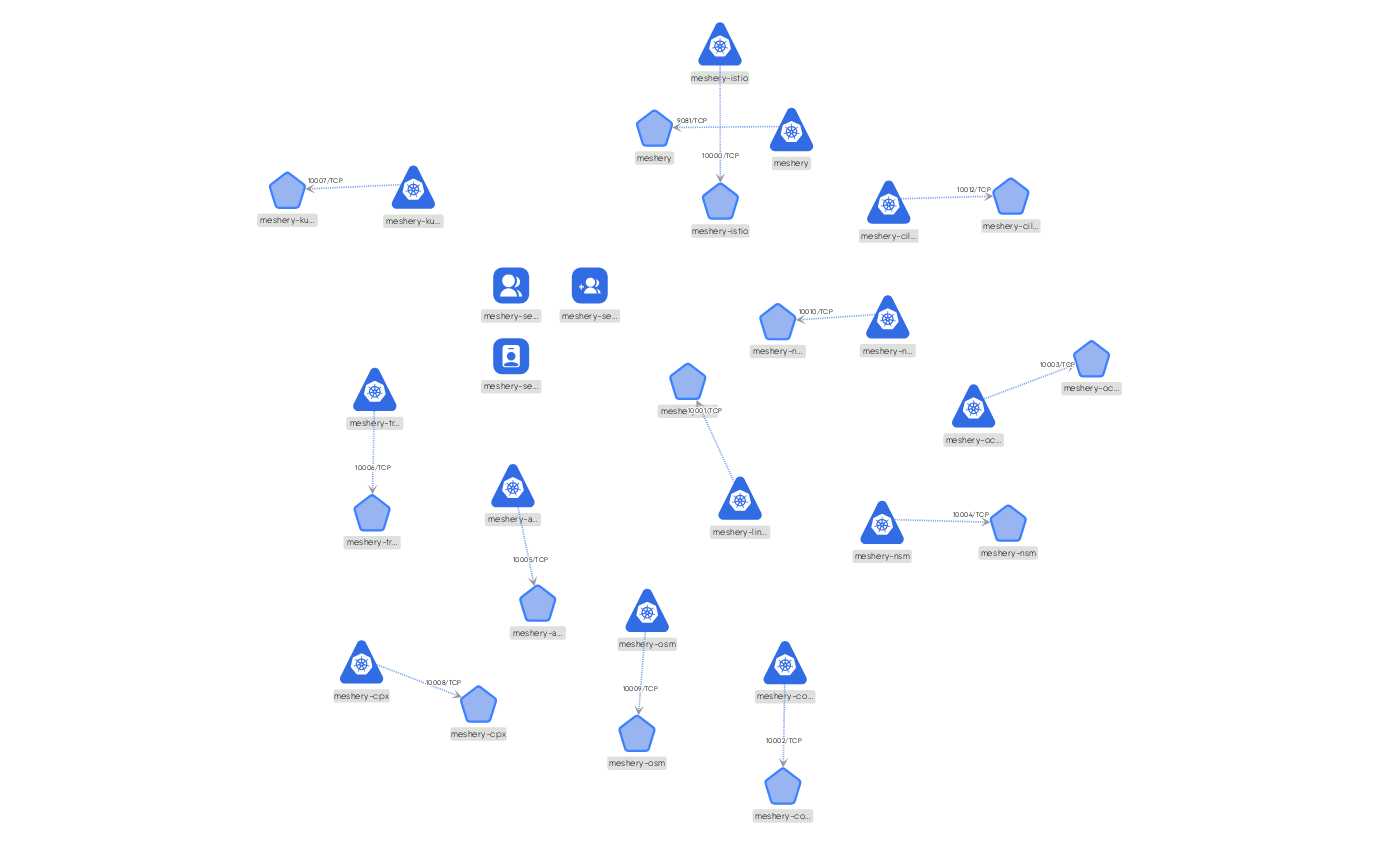 meshery-istio
9081/TCP
meshery
meshery
10000/TCP
meshery-istio
10007/TCP
meshery-ku...
meshery-ku...
10012/TCP
meshery-cil...
meshery-cil...
meshery-se...
meshery-se...
meshery-se...
10010/TCP
meshery-n...
meshery-n...
10003/TCP
meshery-oc...
meshery-oc...
10001/TCP
meshery-lin...
meshery-tr...
10006/TCP
meshery-tr...
meshery-a...
10005/TCP
meshery-a...
10004/TCP
meshery-nsm
meshery-nsm
meshery-osm
10009/TCP
meshery-osm
meshery-cpx
10008/TCP
meshery-cpx
meshery-co...
10002/TCP
meshery-co...